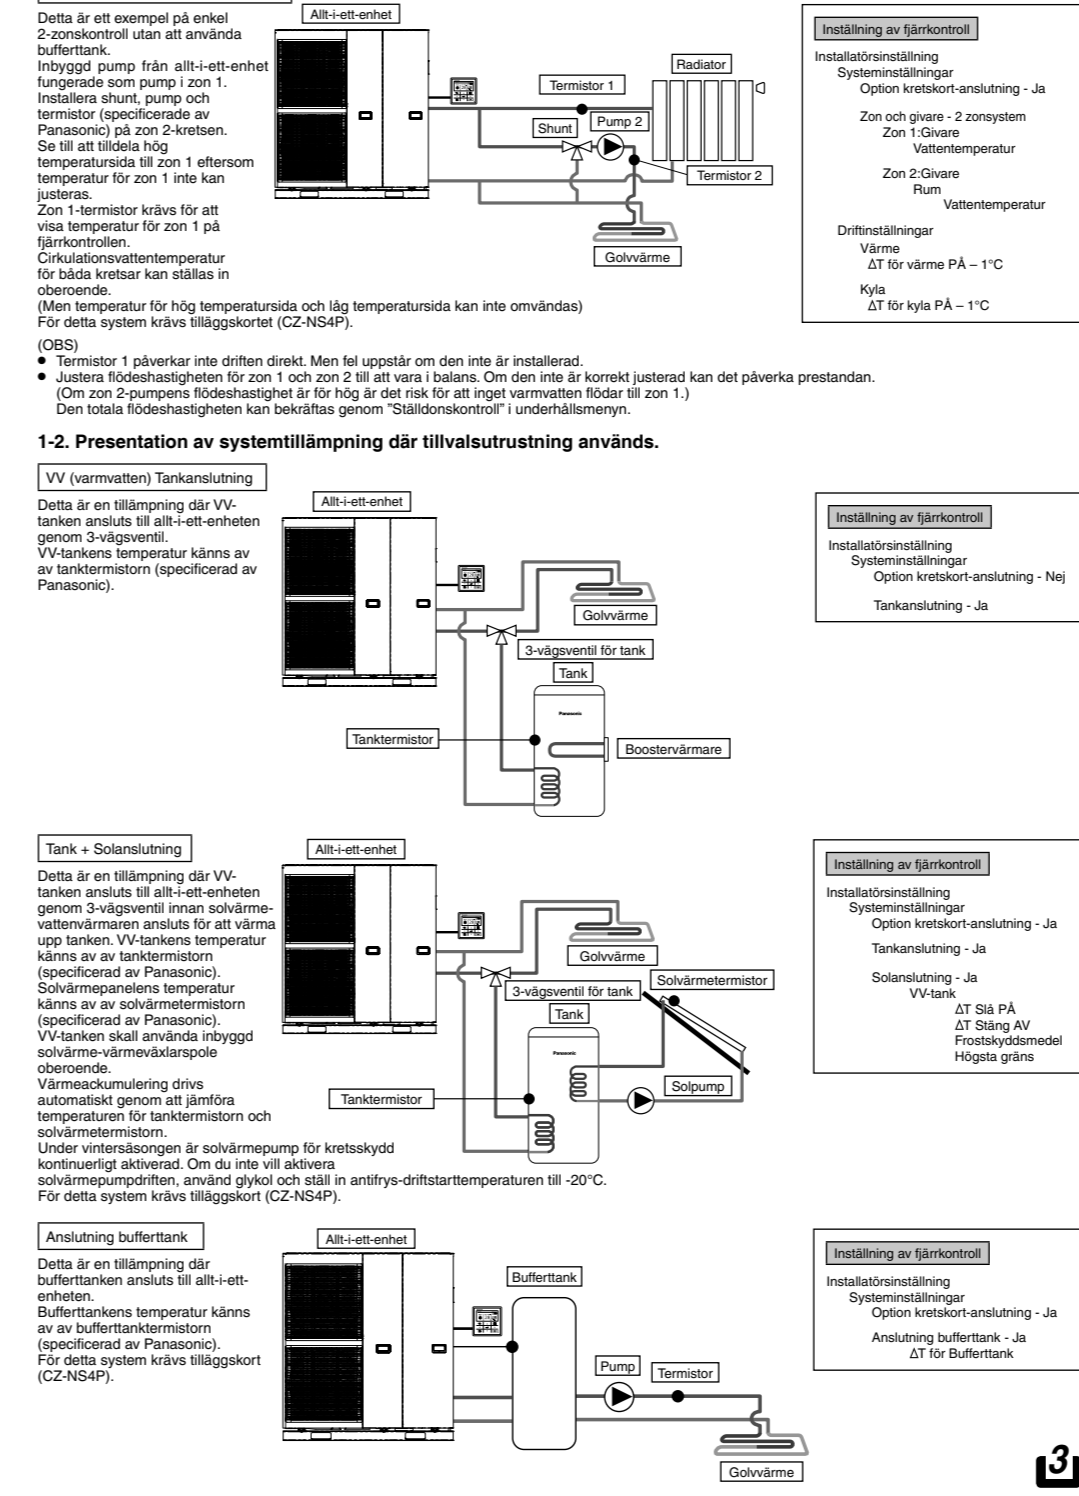 Detta är ett exempel på enkel
2-zonskontroll utan att använda
bufferttank.
Inbyggd pump från allt-i-ett-enhet
fungerade som pump i zon 1.
Installera shunt, pump och
termistor (specificerade av
Panasonic) på zon 2-kretsen.
Se till att tilldela hög
temperatursida till zon 1 eftersom
temperatur för zon 1 inte kan
justeras.
Zon 1-termistor krävs för att
visa temperatur för zon 1 på
fjärrkontrollen.
Cirkulationsvattentemperatur
för båda kretsar kan ställas in
oberoende.
(Men temperatur för hög temperatursida och låg temperatursida kan inte omvändas)
För detta system krävs tilläggskortet (CZ-NS4P).
Allt-i-ett-enhet
Radiator
Termistor 1
Shunt
Pump 2
Termistor 2
Golvvärme
Inställning av fjärrkontroll
Installatörsinställning
Systeminställningar
Option kretskort-anslutning - Ja
Zon och givare - 2 zonsystem
Zon 1:Givare
Vattentemperatur
Zon 2:Givare
Rum
Vattentemperatur
Driftinställningar
Värme
ΔT för värme PÅ – 1°C
Kyla
ΔT för kyla PÅ – 1°C
(OBS)
● Termistor 1 påverkar inte driften direkt. Men fel uppstår om den inte är installerad.
● Justera flödeshastigheten för zon 1 och zon 2 till att vara i balans. Om den inte är korrekt justerad kan det påverka prestandan.
(Om zon 2-pumpens flödeshastighet är för hög är det risk för att inget varmvatten flödar till zon 1.)
Den totala flödeshastigheten kan bekräftas genom ”Ställdonskontroll” i underhållsmenyn.
1-2. Presentation av systemtillämpning där tillvalsutrustning används.
VV (varmvatten) Tankanslutning
Detta är en tillämpning där VV-
tanken ansluts till allt-i-ett-enheten
genom 3-vägsventil.
VV-tankens temperatur känns av
av tanktermistorn (specificerad av
Panasonic).
Allt-i-ett-enhet
Golvvärme
3-vägsventil för tank
Tank
Panasonic
Tanktermistor
Boostervärmare
Inställning av fjärrkontroll
Installatörsinställning
Systeminställningar
Option kretskort-anslutning - Nej
Tankanslutning - Ja
Tank + Solanslutning
Detta är en tillämpning där VV-
tanken ansluts till allt-i-ett-enheten
genom 3-vägsventil innan solvärme-
vattenvärmaren ansluts för att värma
upp tanken. VV-tankens temperatur
känns av av tanktermistorn
(specificerad av Panasonic).
Solvärmepanelens temperatur
känns av av solvärmetermistorn
(specificerad av Panasonic).
VV-tanken skall använda inbyggd
solvärme-värmeväxlarspole
oberoende.
Värmeackumulering drivs
automatiskt genom att jämföra
temperaturen för tanktermistorn och
solvärmetermistorn.
Under vintersäsongen är solvärmepump för kretsskydd
kontinuerligt aktiverad. Om du inte vill aktivera
solvärmepumpdriften, använd glykol och ställ in antifrys-driftstarttemperaturen till -20°C.
För detta system krävs tilläggskort (CZ-NS4P).
Allt-i-ett-enhet
Golvvärme
3-vägsventil för tank
Solvärmetermistor
Tank
Panasonic
Tanktermistor
Solpump
Inställning av fjärrkontroll
Installatörsinställning
Systeminställningar
Option kretskort-anslutning - Ja
Tankanslutning - Ja
Solanslutning - Ja
VV-tank
ΔT Slå PÅ
ΔT Stäng AV
Frostskyddsmedel
Högsta gräns
Anslutning bufferttank
Detta är en tillämpning där
bufferttanken ansluts till allt-i-ett-
enheten.
Bufferttankens temperatur känns
av av bufferttanktermistorn
(specificerad av Panasonic).
För detta system krävs tilläggskort
(CZ-NS4P).
Allt-i-ett-enhet
Bufferttank
Pump
Termistor
Golvvärme
Inställning av fjärrkontroll
Installatörsinställning
Systeminställningar
Option kretskort-anslutning - Ja
Anslutning bufferttank - Ja
ΔT för Bufferttank
3